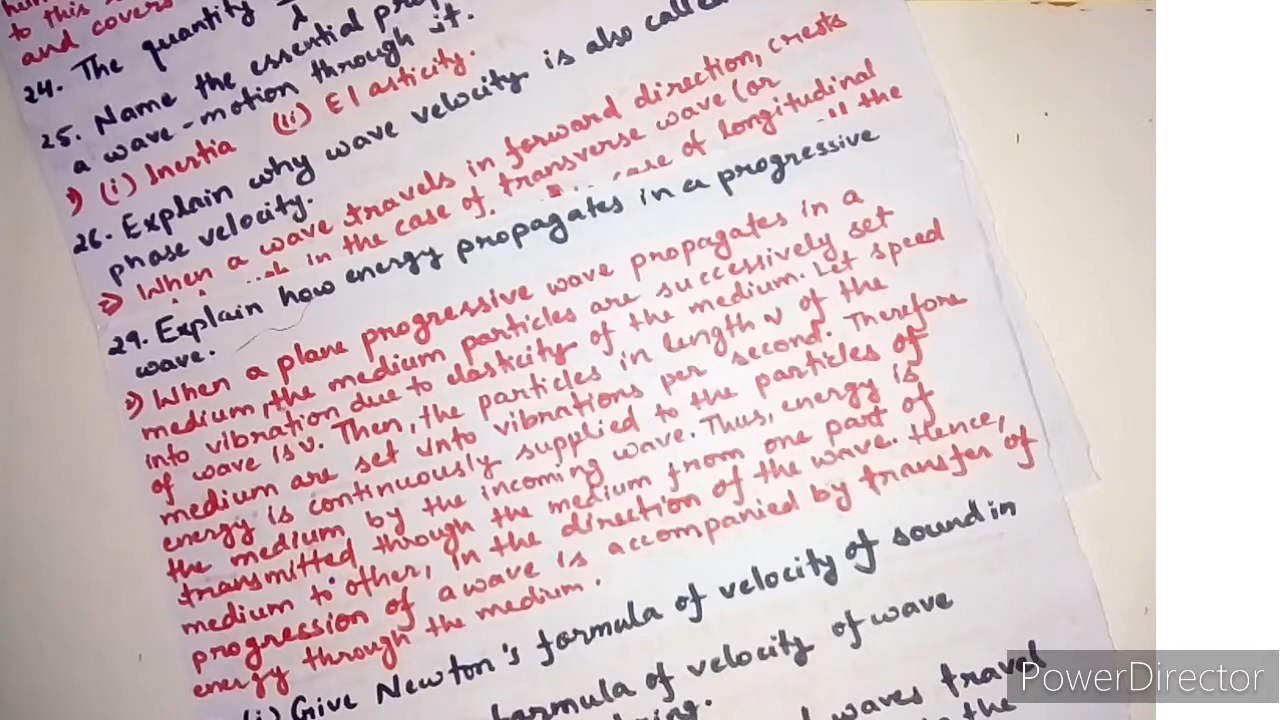 to this
and covers
24. The quantity
λ
25. Name the essential
a wave-motion through it.
⇒ (i) Inertia (ii) Elasticity.
26. Explain why wave velocity is also called
phase velocity.
⇒ When a wave travels in forward direction, crests
in the case of transverse wave (or
case of longitudinal
the
29. Explain how energy propagates in a progressive
wave.
⇒ When a plane progressive wave propagates in a
medium, the medium particles are successively set
into vibration due to elasticity of the medium. Let speed
of wave is v. Then, the particles in length v of the
medium are set into vibrations per second. Therefore
energy is continuously supplied to the particles of
the medium by the incoming wave. Thus, energy is
transmitted through the medium from one part of
medium to other, in the direction of the wave. Hence,
progression of a wave is accompanied by transfer of
energy through the medium.
(i) Give Newton's formula of velocity of sound in
formula of velocity of wave
waves traval
the
PowerDirector